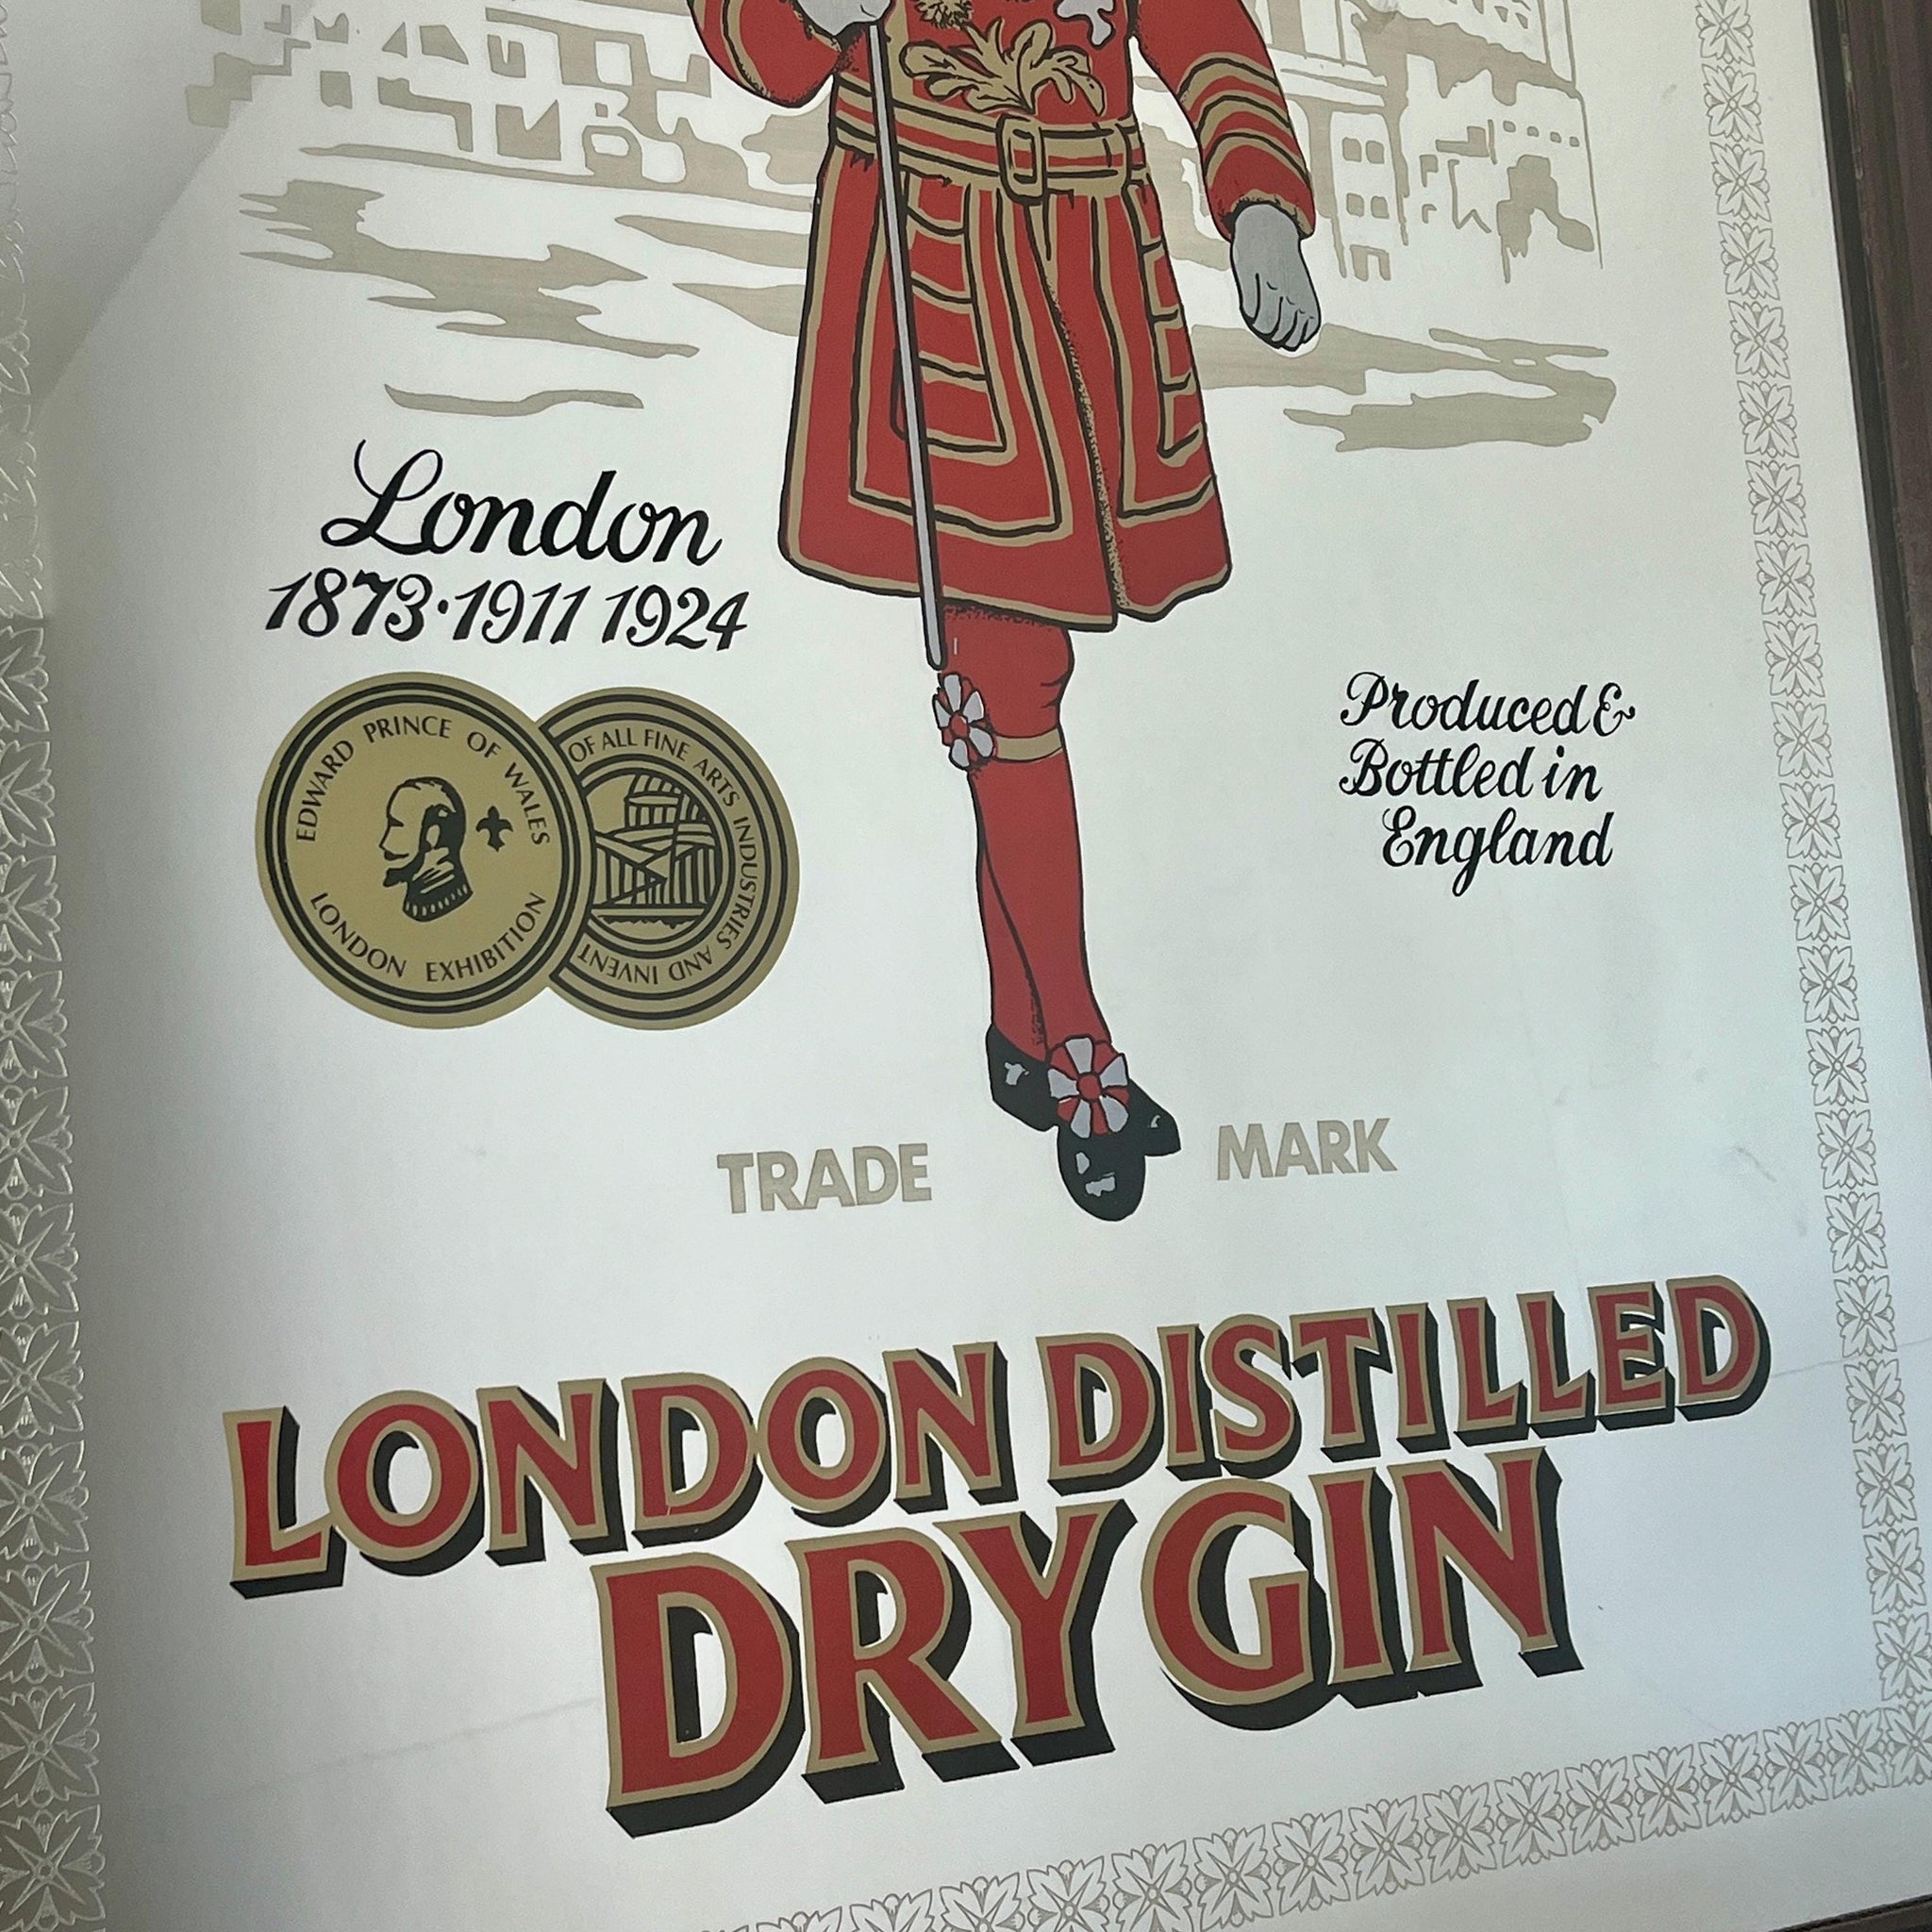 London
1873·1911 1924
EDWARD PRINCE OF WALES
LONDON EXHIBITION
OF ALL FINE ARTS INDUSTRIES AND INVENT
Produced &
Bottled in
England
TRADE MARK
LONDON DISTILLED
DRY GIN